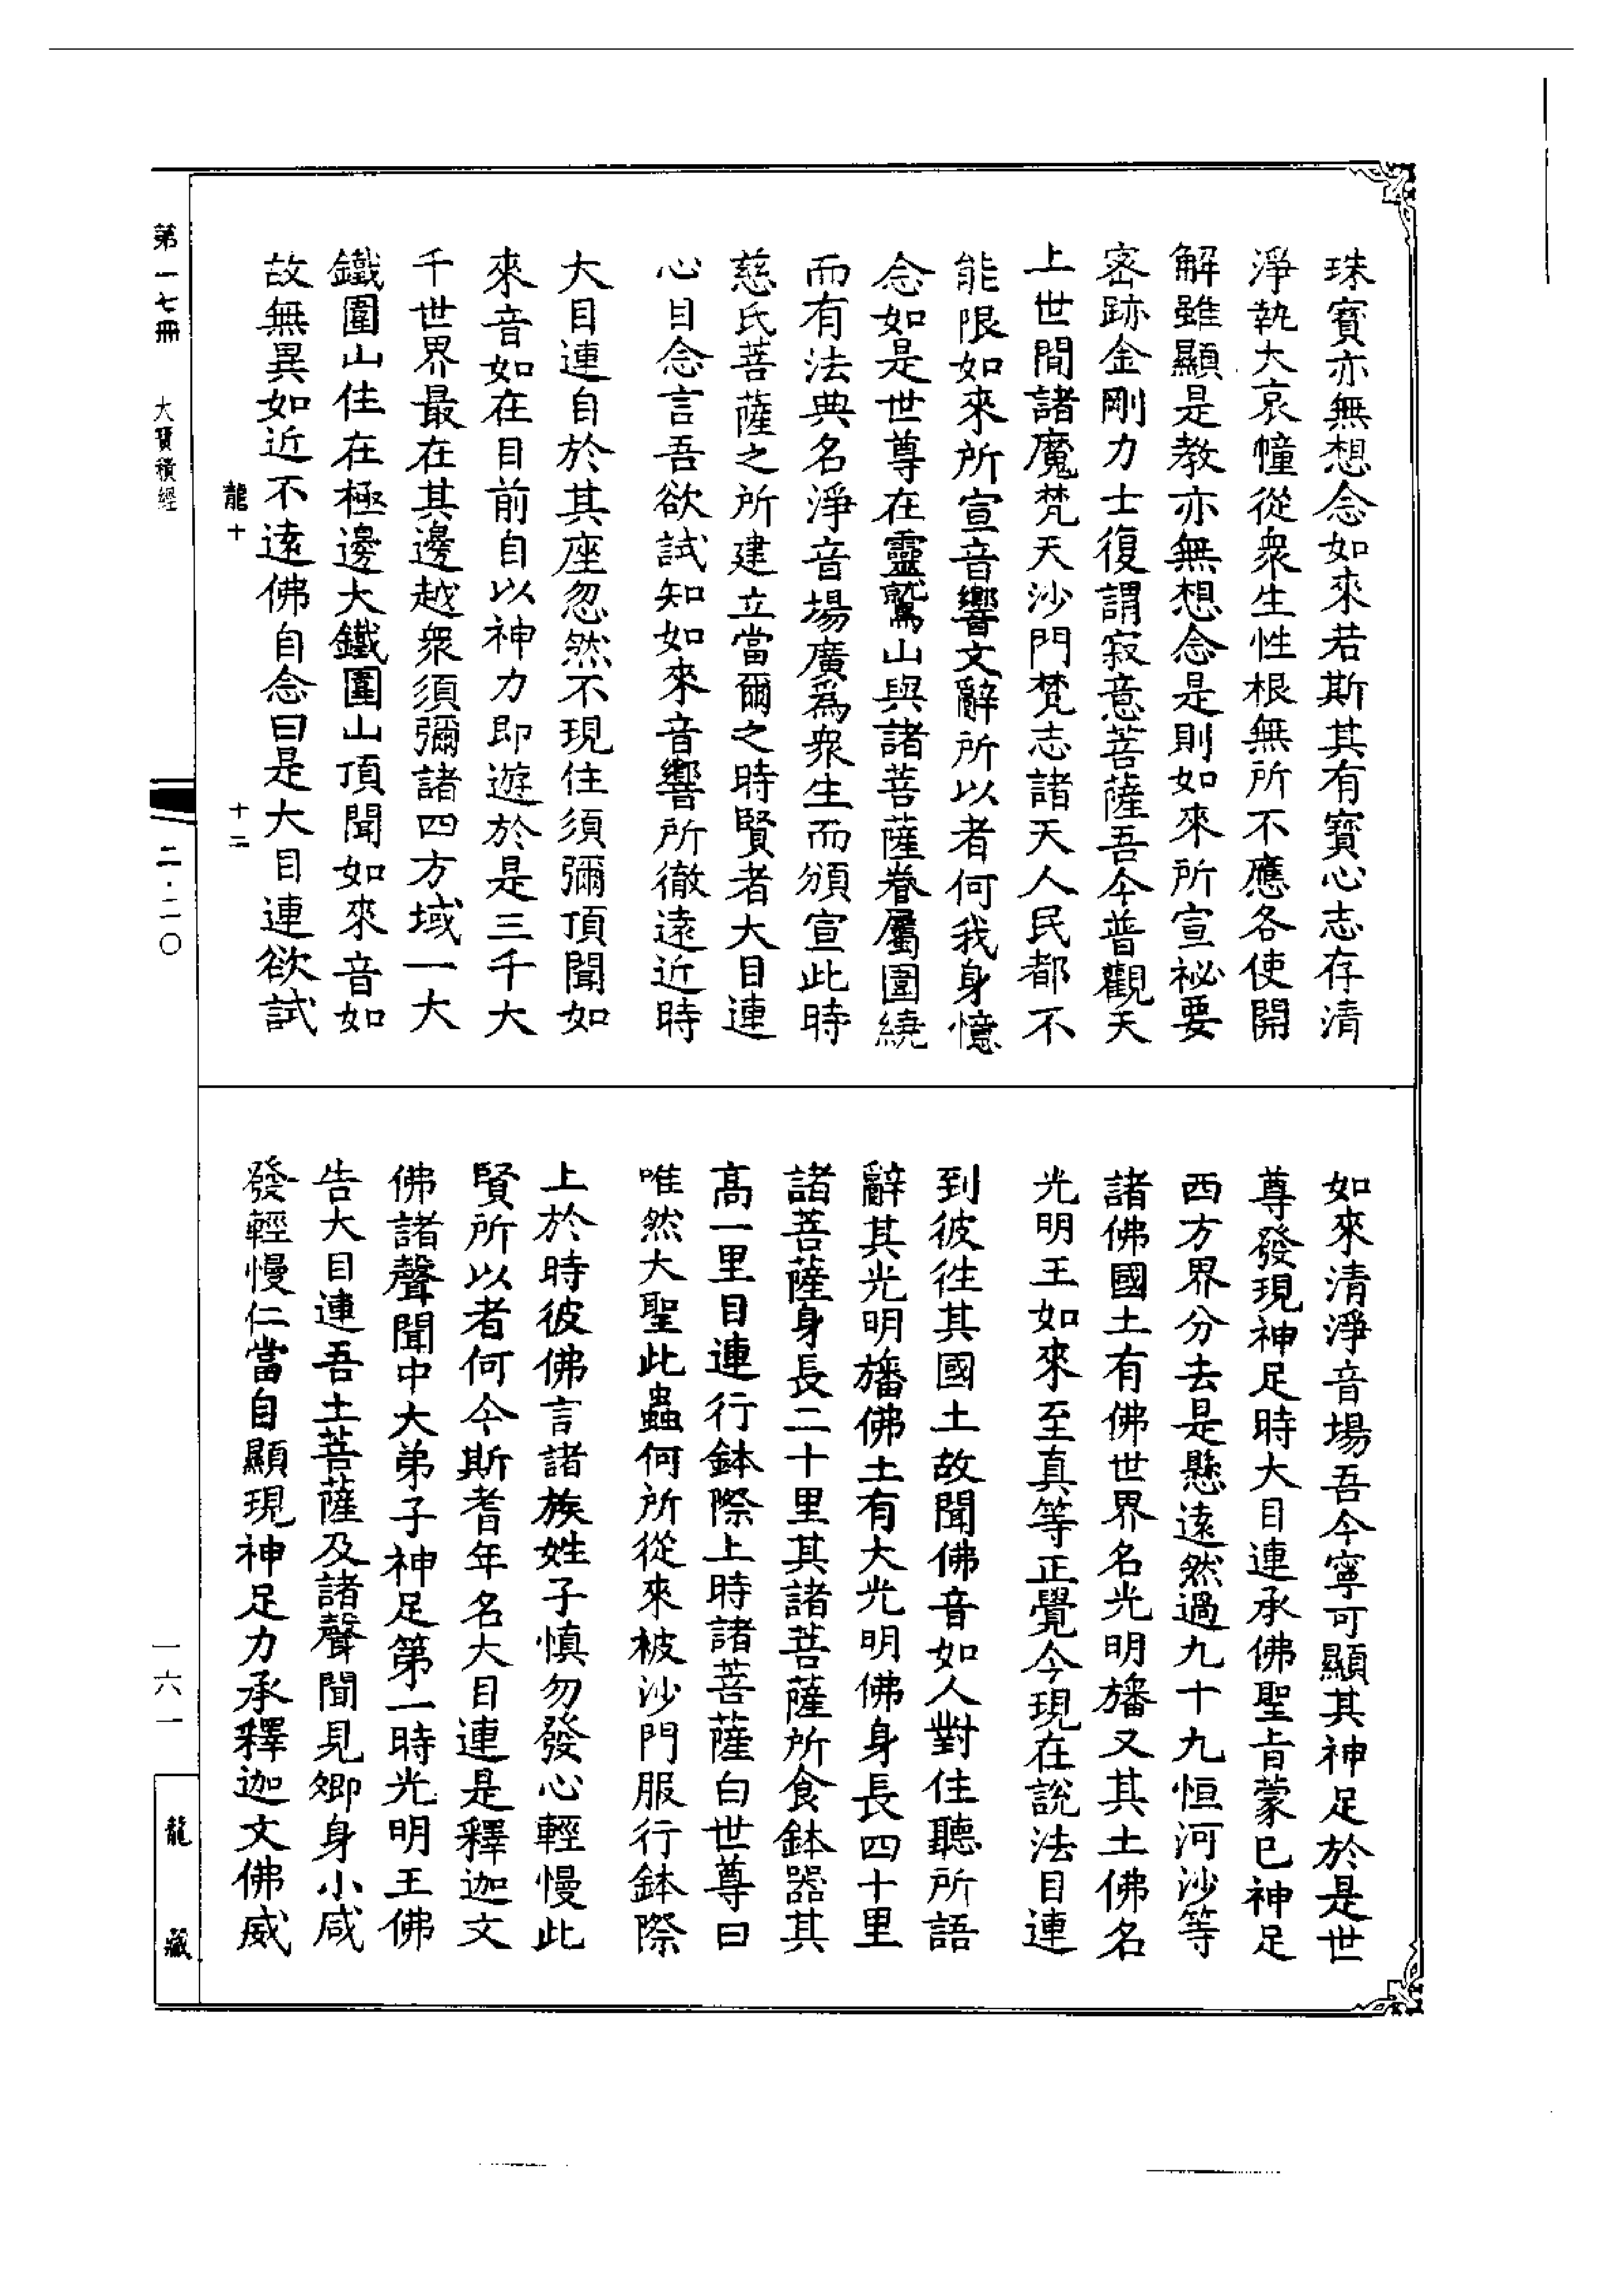 珠寳亦無想念如來若斯其有寳心志存清
淨執大哀幢從衆生性根無所不應各使開
解雖顯是教亦無想念是則如來所宣祕要
密跡金剛力士復謂寂意菩薩吾今普觀天
上世間諸魔梵天沙門梵志諸天人民都不
能限如來所宣音響文辭所以者何我身憶
念如是世尊在靈鷲山與諸菩薩眷屬圍繞
而有法典名淨音場廣爲衆生而頒宣此時
慈氏菩薩之所建立當爾之時賢者大目連
心自念言吾欲試知如來音響所徹遠近時
大目連自於其座忽然不現住須彌頂聞如
來音如在目前自以神力即遊於是三千大
千世界最在其邊越衆須彌諸四方域一大
鐵圍山住在極邊大鐵圍山頂聞如來音如
故無異如近不遠佛自念曰是大目連欲試
龍十
十二
如來清淨音場吾今寧可顯其神足於是世
尊發現神足時大目連承佛聖旨蒙已神足
西方界分去是懸遠然過九十九恒河沙等
諸佛國土有佛世界名光明旛又其土佛名
光明王如來至真等正覺今現在説法目連
到彼往其國土故聞佛音如人對住聽所語
辭其光明旛佛土有大光明佛身長四十里
諸菩薩身長二十里其諸菩薩所食鉢器其
高一里目連行鉢際上時諸菩薩白世尊曰
唯然大聖此蟲何所從來被沙門服行鉢際
上於時彼佛言諸族姓子慎勿發心輕慢此
賢所以者何今斯耆年名大目連是釋迦文
佛諸聲聞中大弟子神足第一時光明王佛
告大目連吾土菩薩及諸聲聞見卿身小咸
發輕慢仁當自顯現神足力承釋迦文佛威
第一七冊 大寶積經
二·二〇
一六一
龍藏